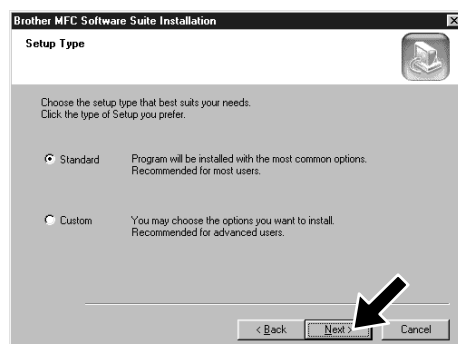 Brother MFC Software Suite Installation
Setup Type
Choose the setup type that best suits your needs.
Click the type of Setup you prefer.
Standard Program will be installed with the most common options.
Recommended for most users.
Custom You may choose the options you want to install.
Recommended for advanced users.
< Back Next > Cancel